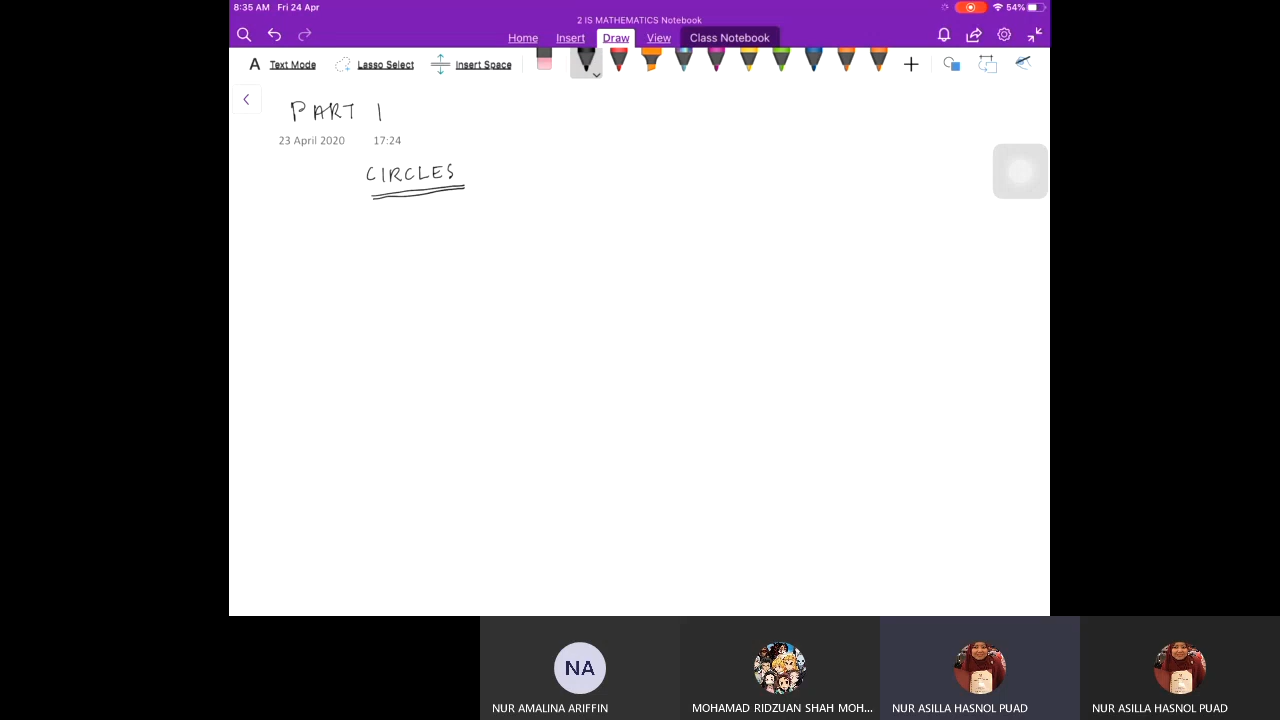 8:35 AM Fri 24 Apr
54%
2 IS MATHEMATICS Notebook
Home Insert Draw View Class Notebook
A Text Mode Lasso Select Insert Space
PART 1
23 April 2020 17:24
CIRCLES
NA
NUR AMALINA ARIFFIN
MOHAMAD RIDZUAN SHAH MOH...
NUR ASILLA HASNOL PUAD
NUR ASILLA HASNOL PUAD